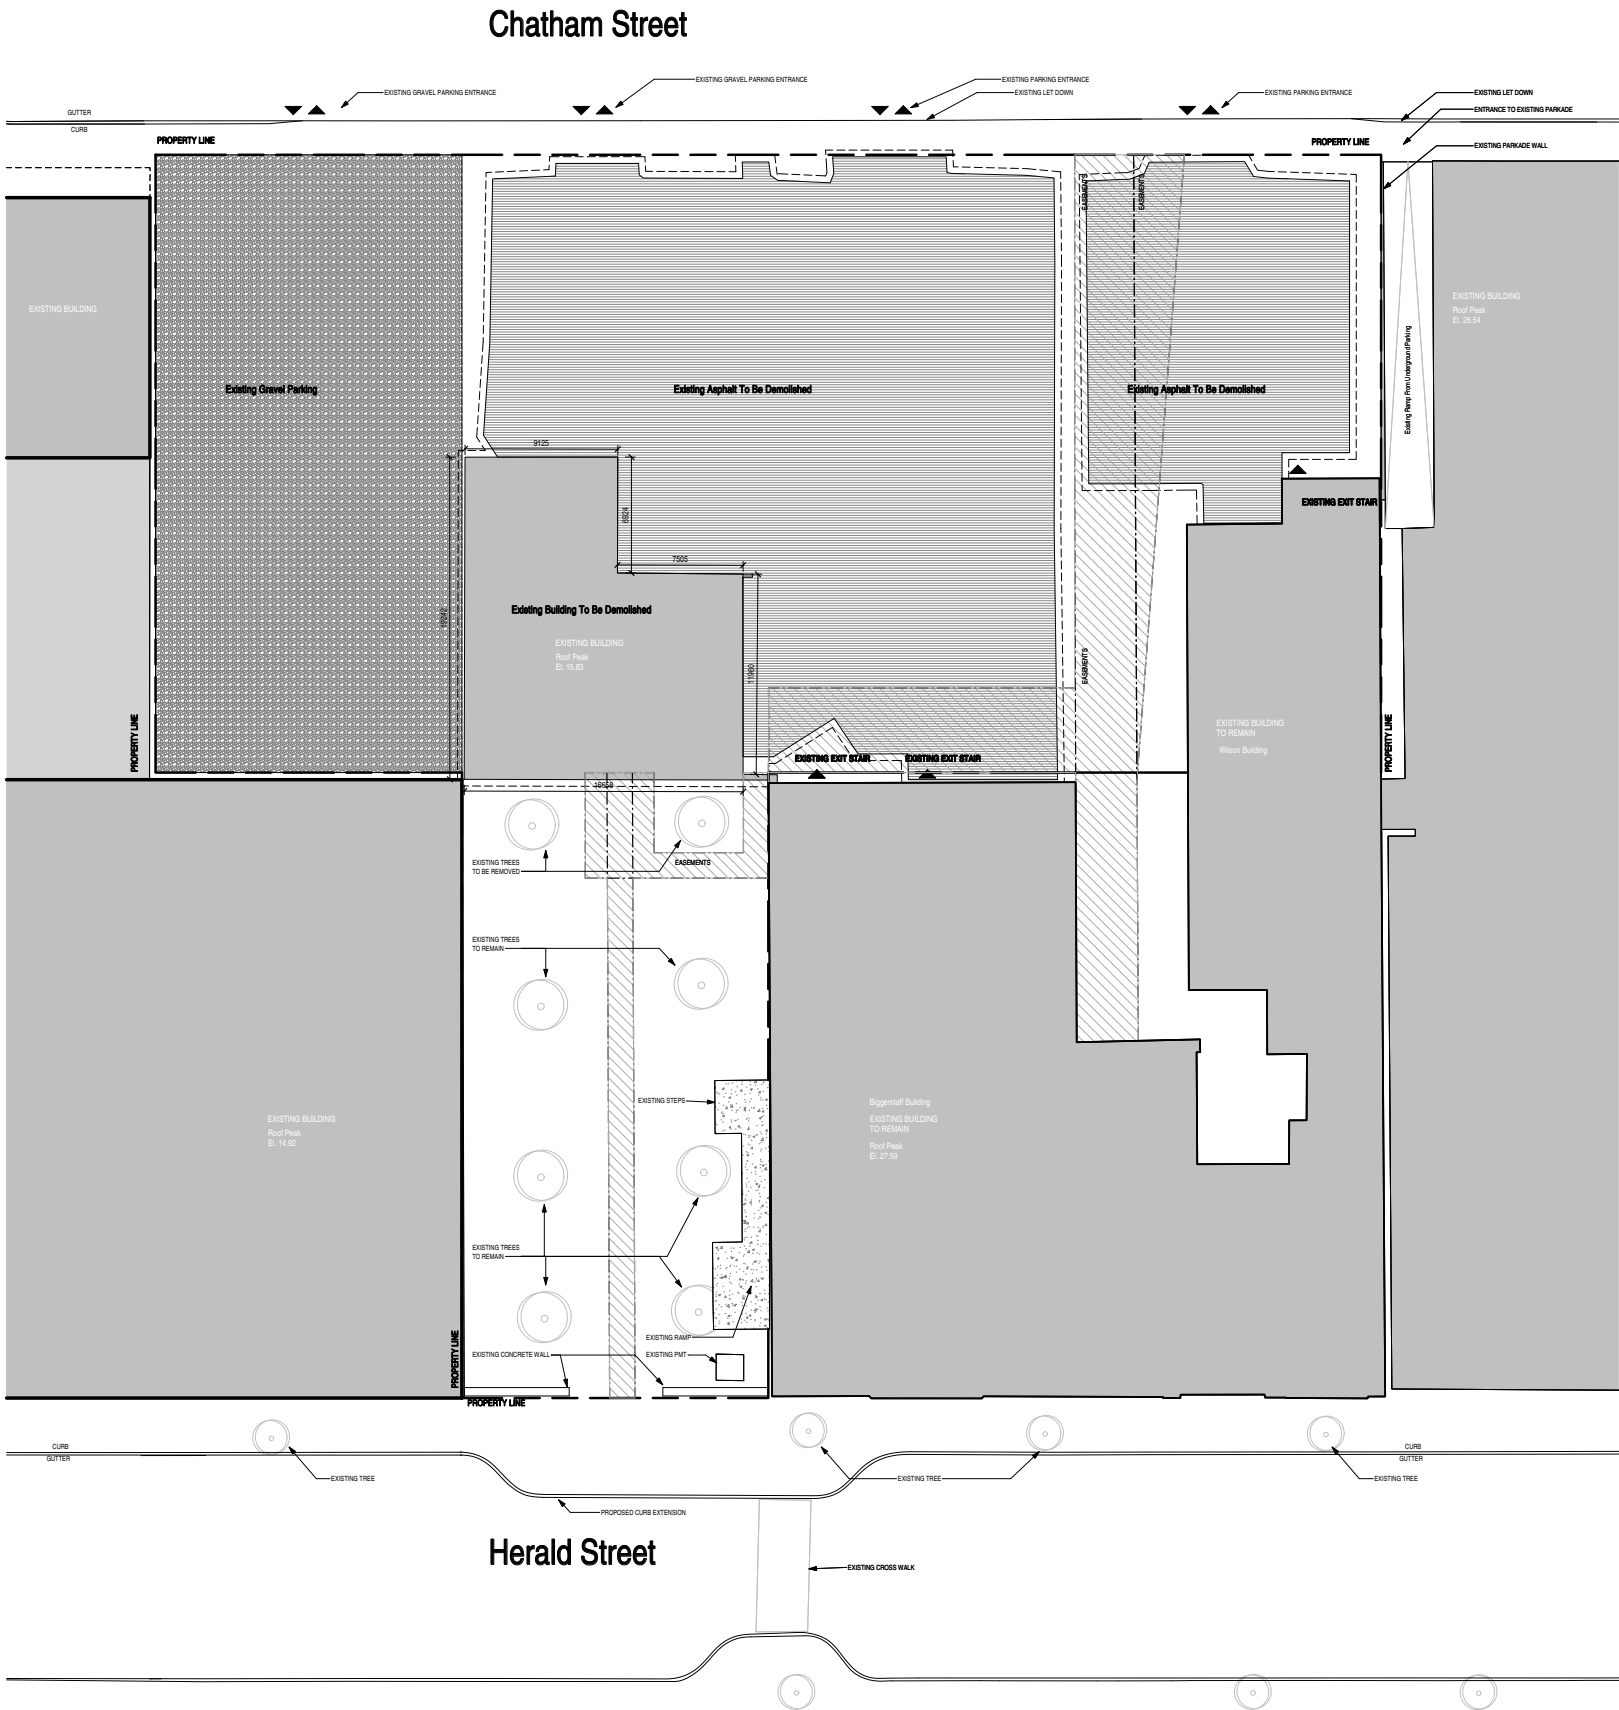 Chatham Street
EXISTING GRAVEL PARKING ENTRANCE
EXISTING GRAVEL PARKING ENTRANCE
EXISTING PARKING ENTRANCE
EXISTING LET DOWN
EXISTING PARKING ENTRANCE
EXISTING LET DOWN
ENTRANCE TO EXISTING PARKADE
EXISTING PARKADE WALL
GUTTER
CURB
PROPERTY LINE
PROPERTY LINE
EASEMENTS
EASEMENTS
EXISTING BUILDING
EXISTING BUILDING
Roof Peak
El. 26.54
Existing Ramp From Underground Parking
Existing Gravel Parking
Existing Asphalt To Be Demolished
Existing Asphalt To Be Demolished
9125
6924
7505
19242
11960
16658
EXISTING EXIT STAIR
Existing Building To Be Demolished
EXISTING BUILDING
Roof Peak
El. 15.83
EASEMENTS
PROPERTY LINE
EXISTING BUILDING
TO REMAIN
Wilson Building
PROPERTY LINE
EXISTING EXIT STAIR
EXISTING EXIT STAIR
EXISTING TREES
TO BE REMOVED
EASEMENTS
EXISTING TREES
TO REMAIN
EXISTING STEPS
Biggerstaff Building
EXISTING BUILDING
TO REMAIN
Roof Peak
El. 27.59
EXISTING BUILDING
Roof Peak
El. 14.92
EXISTING TREES
TO REMAIN
EXISTING RAMP
EXISTING CONCRETE WALL
EXISTING PMT
PROPERTY LINE
PROPERTY LINE
CURB
GUTTER
CURB
GUTTER
EXISTING TREE
EXISTING TREE
EXISTING TREE
PROPOSED CURB EXTENSION
Herald Street
EXISTING CROSS WALK